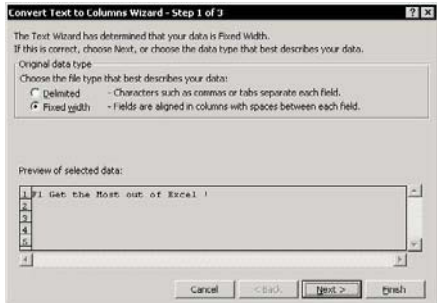 Convert Text to Columns Wizard - Step 1 of 3
The Text Wizard has determined that your data is Fixed Width.
If this is correct, choose Next, or choose the data type that best describes your data.
Original data type
Choose the file type that best describes your data:
Delimited - Characters such as commas or tabs separate each field.
Fixed width - Fields are aligned in columns with spaces between each field.
Preview of selected data:
1 F1 Get the Most out of Excel !
2
3
4
5
Cancel < Back Next > Finish